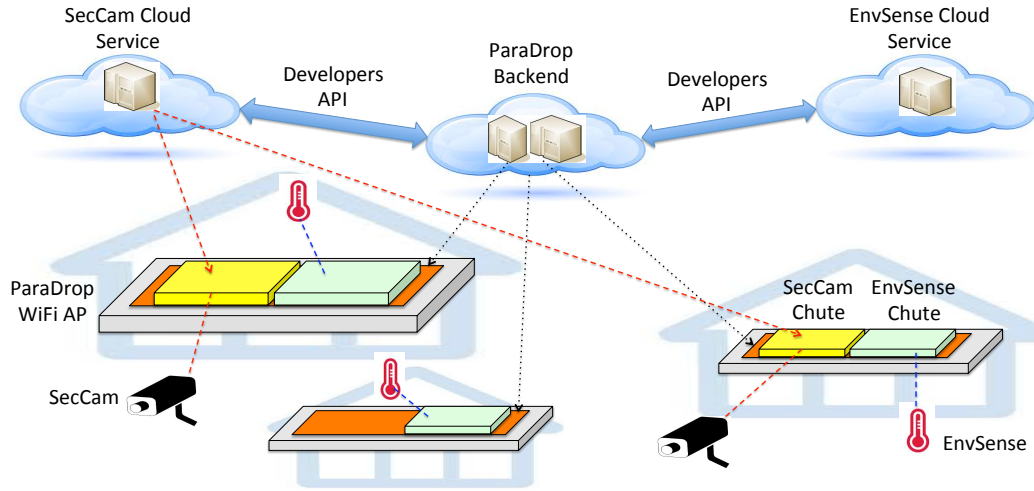 SecCam Cloud
Service
ParaDrop
Backend
EnvSense Cloud
Service
Developers
API
Developers
API
ParaDrop
WiFi AP
SecCam
Chute
EnvSense
Chute
SecCam
EnvSense